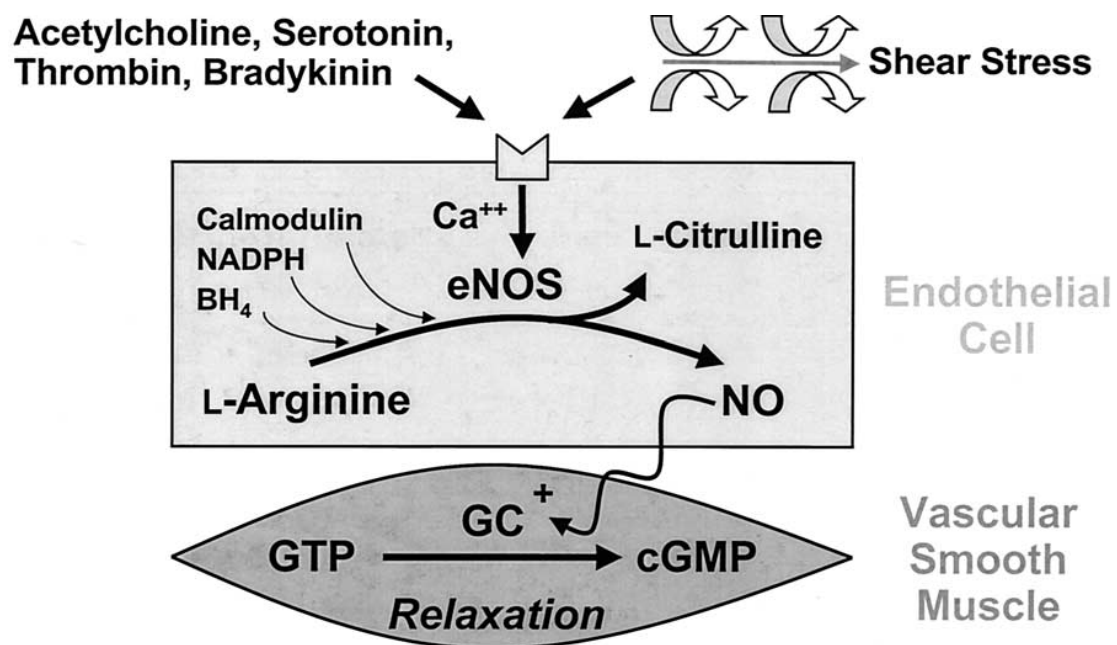 Acetylcholine, Serotonin,
Thrombin, Bradykinin
Shear Stress
Calmodulin
NADPH
BH₄
Ca⁺⁺
eNOS
L-Citrulline
L-Arginine
NO
Endothelial
Cell
GC +
GTP
cGMP
Relaxation
Vascular
Smooth
Muscle